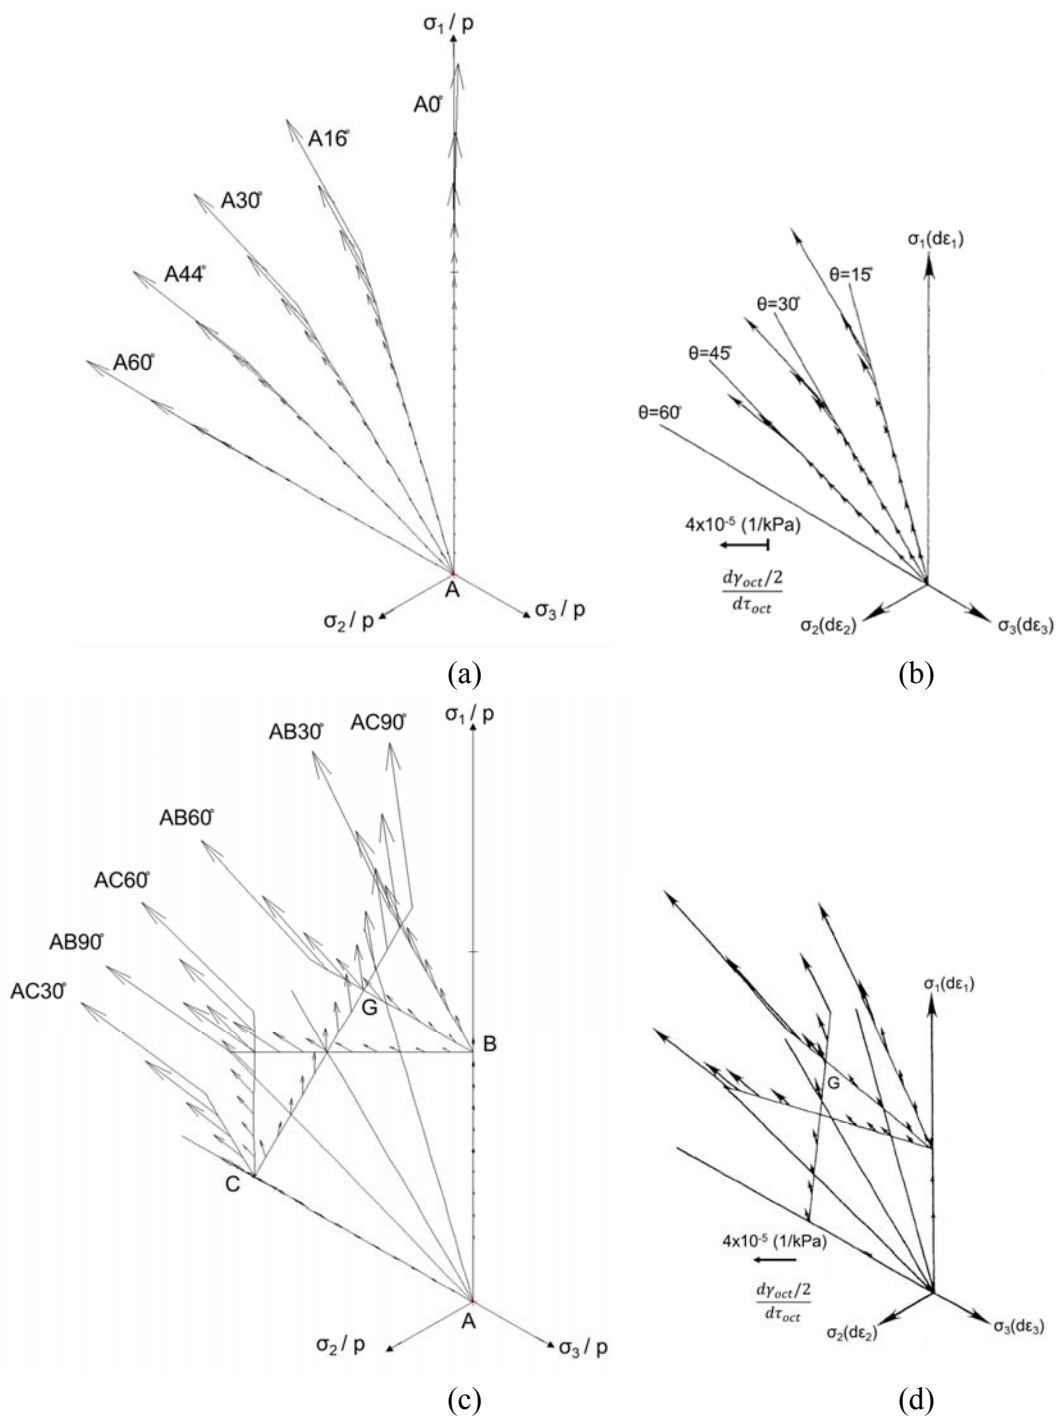 σ1 / p
A0°
A16°
A30°
A44°
A60°
A
σ2 / p
σ3 / p
(a)
σ1(dε1)
θ=15°
θ=30°
θ=45°
θ=60°
4x10-5 (1/kPa)
dγoct/2
dτoct
σ2(dε2)
σ3(dε3)
(b)
σ1 / p
AC90°
AB30°
AB60°
AC60°
AB90°
AC30°
G
B
C
A
σ2 / p
σ3 / p
(c)
σ1(dε1)
G
4x10-5 (1/kPa)
dγoct/2
dτoct
σ2(dε2)
σ3(dε3)
(d)